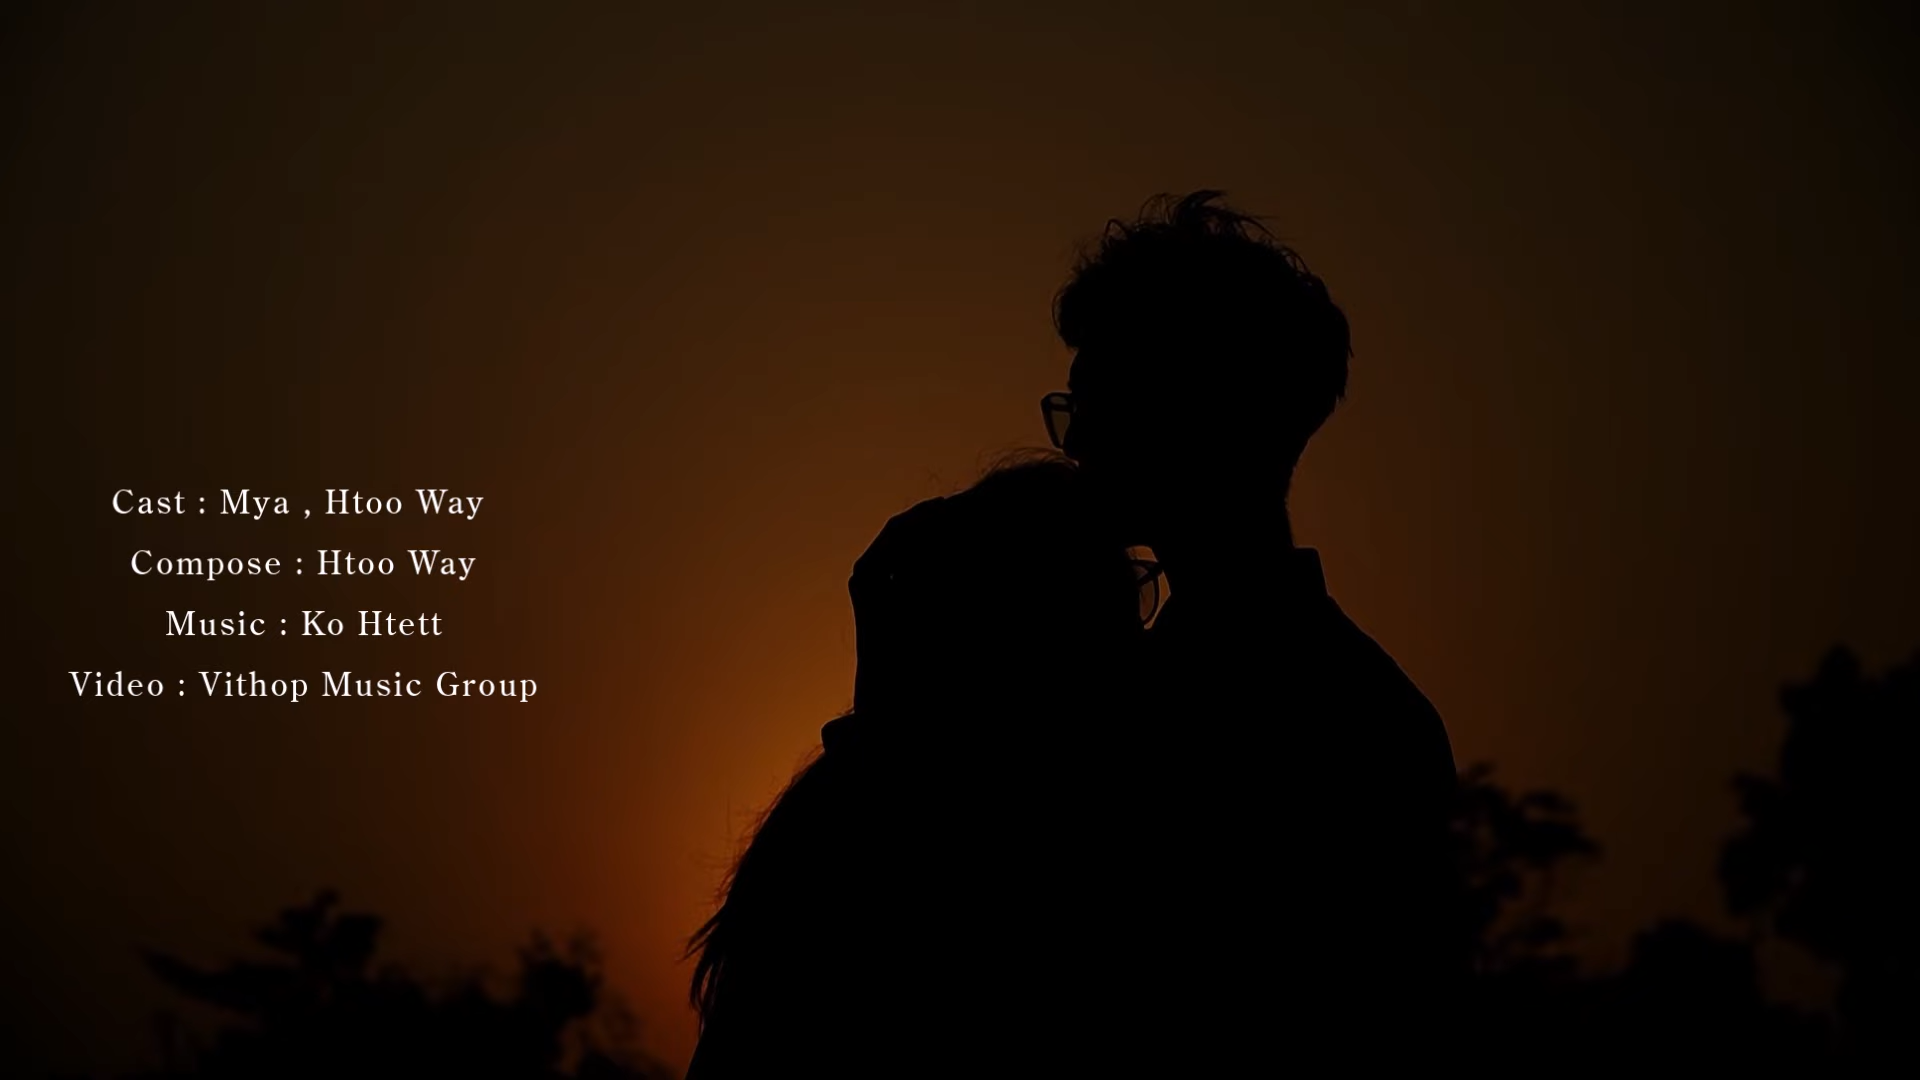 Cast : Mya , Htoo Way
Compose : Htoo Way
Music : Ko Htett
Video : Vithop Music Group